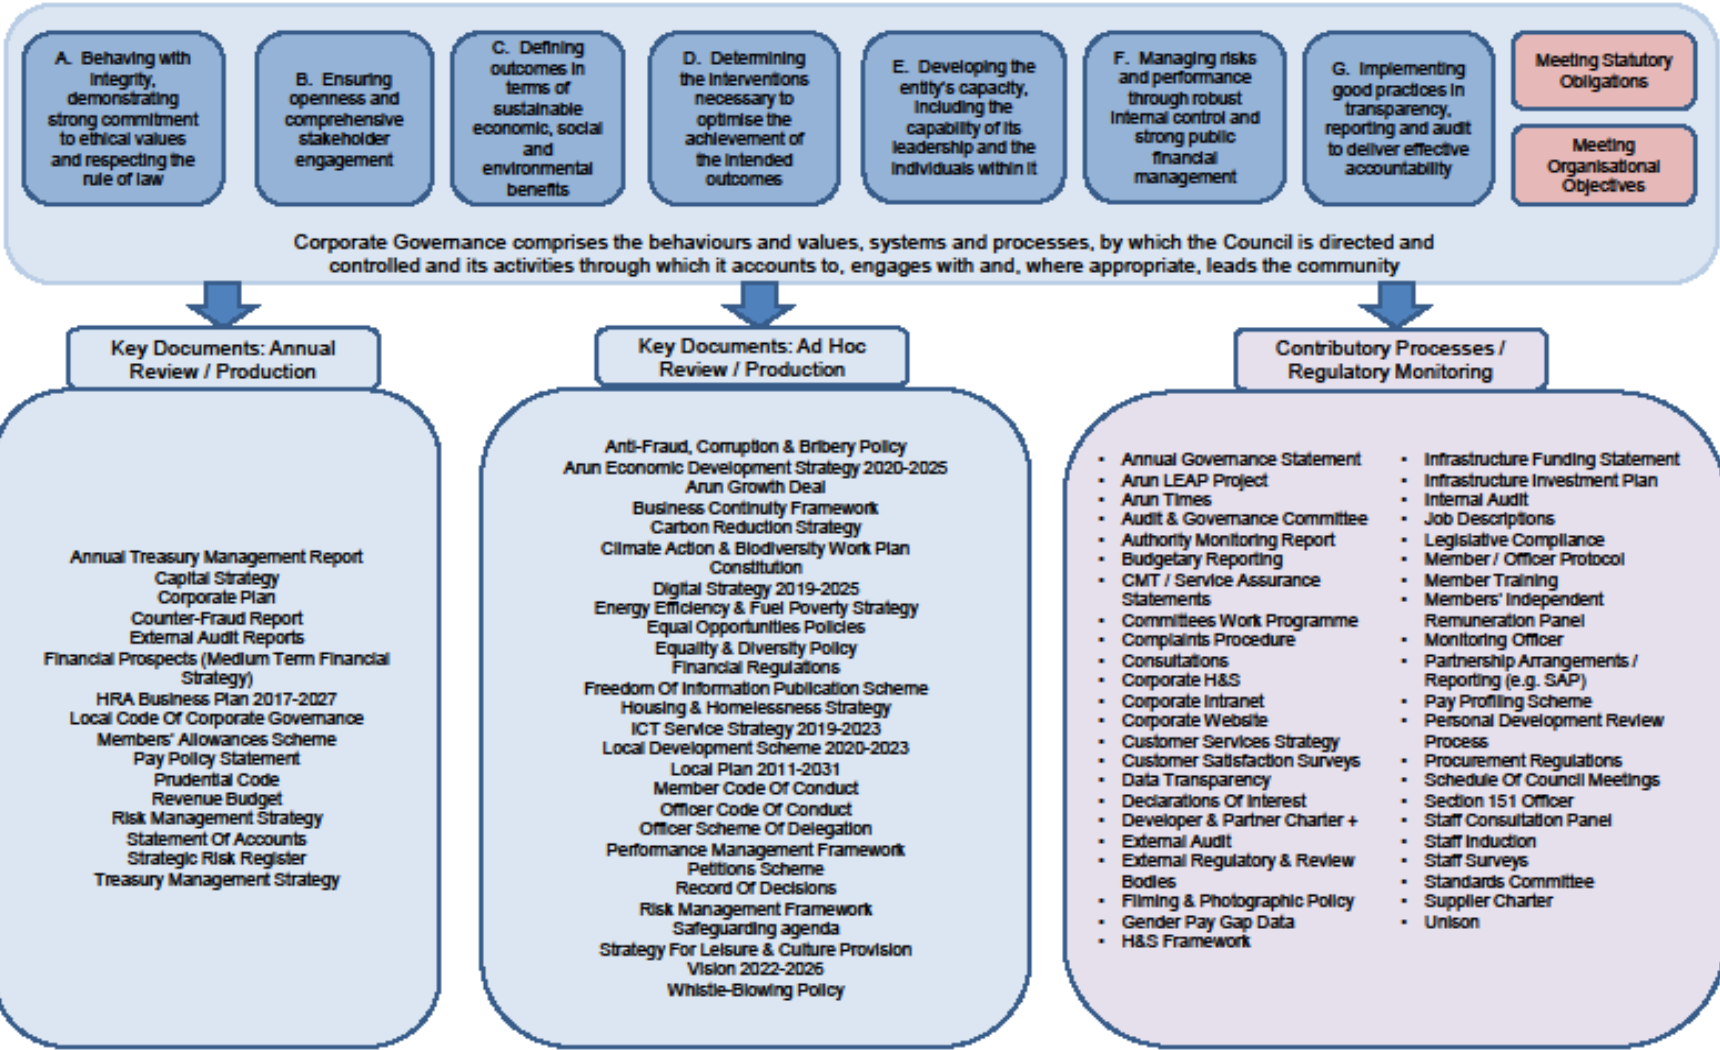 A. Behaving with
integrity,
demonstrating
strong commitment
to ethical values
and respecting the
rule of law
B. Ensuring
openness and
comprehensive
stakeholder
engagement
C. Defining
outcomes in
terms of
sustainable
economic, social
and
environmental
benefits
D. Determining
the interventions
necessary to
optimise the
achievement of
the intended
outcomes
E. Developing the
entity's capacity,
including the
capability of its
leadership and the
individuals within it
F. Managing risks
and performance
through robust
internal control and
strong public
financial
management
G. Implementing
good practices in
transparency,
reporting and audit
to deliver effective
accountability
Meeting Statutory
Obligations
Meeting
Organisational
Objectives
Corporate Governance comprises the behaviours and values, systems and processes, by which the Council is directed and
controlled and its activities through which it accounts to, engages with and, where appropriate, leads the community
Key Documents: Annual
Review / Production
Annual Treasury Management Report
Capital Strategy
Corporate Plan
Counter-Fraud Report
External Audit Reports
Financial Prospects (Medium Term Financial
Strategy)
HRA Business Plan 2017-2027
Local Code Of Corporate Governance
Members' Allowances Scheme
Pay Policy Statement
Prudential Code
Revenue Budget
Risk Management Strategy
Statement Of Accounts
Strategic Risk Register
Treasury Management Strategy
Key Documents: Ad Hoc
Review / Production
Anti-Fraud, Corruption & Bribery Policy
Arun Economic Development Strategy 2020-2025
Arun Growth Deal
Business Continuity Framework
Carbon Reduction Strategy
Climate Action & Biodiversity Work Plan
Constitution
Digital Strategy 2019-2025
Energy Efficiency & Fuel Poverty Strategy
Equal Opportunities Policies
Equality & Diversity Policy
Financial Regulations
Freedom Of Information Publication Scheme
Housing & Homelessness Strategy
ICT Service Strategy 2019-2023
Local Development Scheme 2020-2023
Local Plan 2011-2031
Member Code Of Conduct
Officer Code Of Conduct
Officer Scheme Of Delegation
Performance Management Framework
Petitions Scheme
Record Of Decisions
Risk Management Framework
Safeguarding agenda
Strategy For Leisure & Culture Provision
Vision 2022-2026
Whistle-Blowing Policy
Contributory Processes /
Regulatory Monitoring
• Annual Governance Statement
• Arun LEAP Project
• Arun Times
• Audit & Governance Committee
• Authority Monitoring Report
• Budgetary Reporting
• CMT / Service Assurance
Statements
• Committees Work Programme
• Complaints Procedure
• Consultations
• Corporate H&S
• Corporate Intranet
• Corporate Website
• Customer Services Strategy
• Customer Satisfaction Surveys
• Data Transparency
• Declarations Of Interest
• Developer & Partner Charter +
• External Audit
• External Regulatory & Review
Bodies
• Filming & Photographic Policy
• Gender Pay Gap Data
• H&S Framework
• Infrastructure Funding Statement
• Infrastructure Investment Plan
• Internal Audit
• Job Descriptions
• Legislative Compliance
• Member / Officer Protocol
• Member Training
• Members' Independent
Remuneration Panel
• Monitoring Officer
• Partnership Arrangements /
Reporting (e.g. SAP)
• Pay Profiling Scheme
• Personal Development Review
Process
• Procurement Regulations
• Schedule Of Council Meetings
• Section 151 Officer
• Staff Consultation Panel
• Staff Induction
• Staff Surveys
• Standards Committee
• Supplier Charter
• Unison